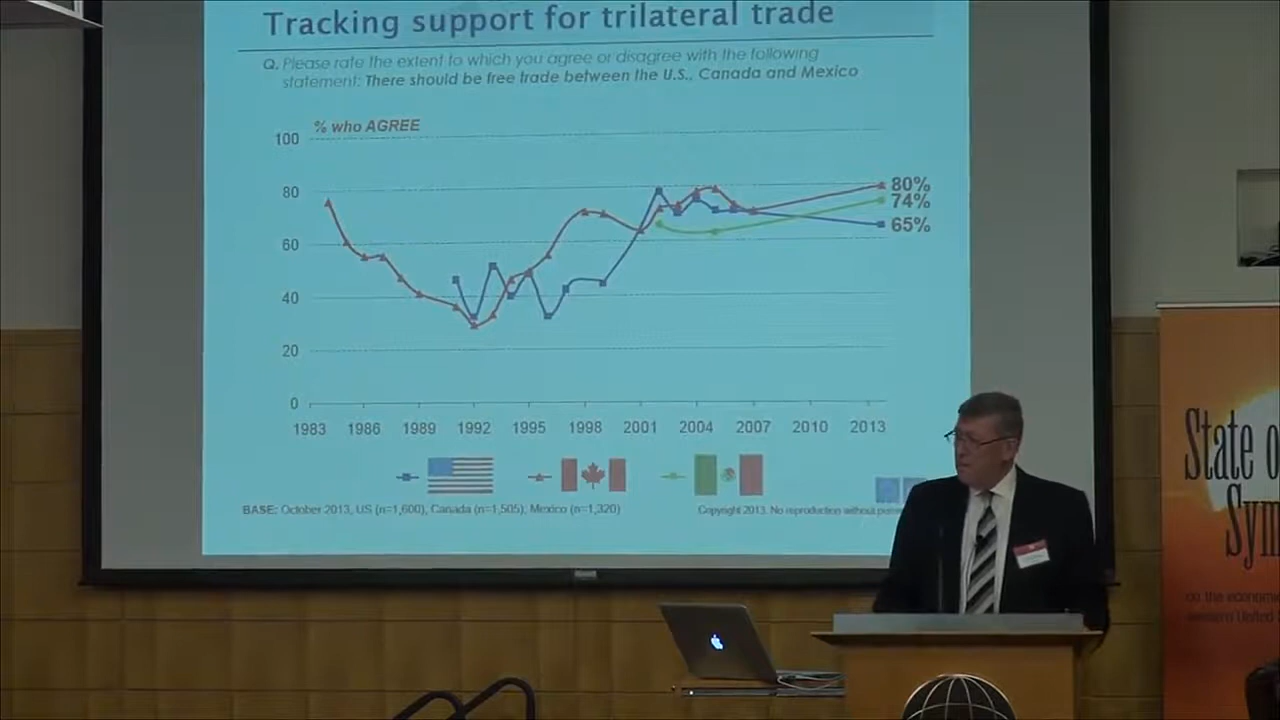 Tracking support for trilateral trade
Q. Please rate the extent to which you agree or disagree with the following
statement: There should be free trade between the U.S., Canada and Mexico
% who AGREE
100
80
60
40
20
0
80%
74%
65%
1983 1986 1989 1992 1995 1998 2001 2004 2007 2010 2013
BASE: October 2013, US (n=1,600), Canada (n=1,505), Mexico (n=1,320)
Copyright 2013. No reproduction without
State
Sym
on the
United